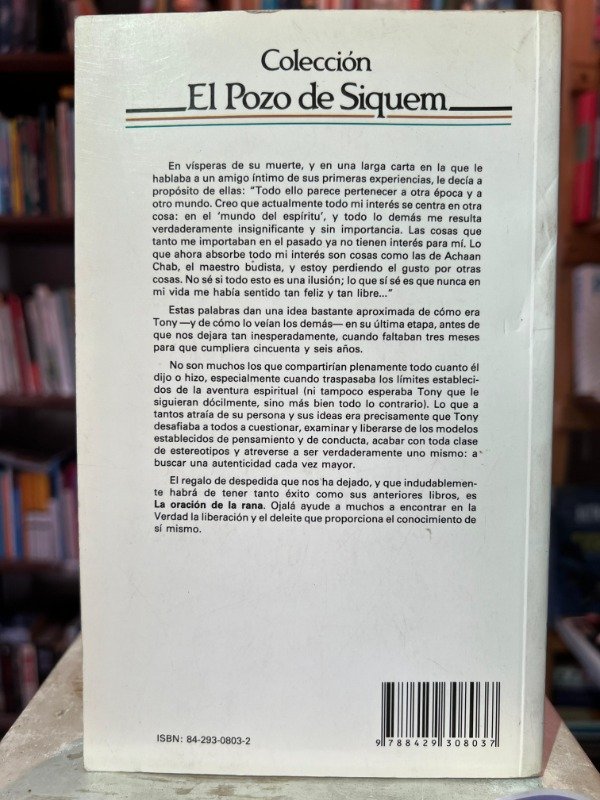 Colección
El Pozo de Siquem
En vísperas de su muerte, y en una larga carta en la que le
hablaba a un amigo íntimo de sus primeras experiencias, le decía a
propósito de ellas: “Todo ello parece pertenecer a otra época y a
otro mundo. Creo que actualmente todo mi interés se centra en otra
cosa: en el ‘mundo del espíritu’, y todo lo demás me resulta
verdaderamente insignificante y sin importancia. Las cosas que
tanto me importaban en el pasado ya no tienen interés para mí. Lo
que ahora absorbe todo mi interés son cosas como las de Achaan
Chab, el maestro budista, y estoy perdiendo el gusto por otras
cosas. No sé si todo esto es una ilusión; lo que sí sé es que nunca en
mi vida me había sentido tan feliz y tan libre...”
Estas palabras dan una idea bastante aproximada de cómo era
Tony —y de cómo lo veían los demás— en su última etapa, antes de
que nos dejara tan inesperadamente, cuando faltaban tres meses
para que cumpliera cincuenta y seis años.
No son muchos los que compartirían plenamente todo cuanto él
dijo o hizo, especialmente cuando traspasaba los límites estableci-
dos de la aventura espiritual (ni tampoco esperaba Tony que le
siguieran dócilmente, sino más bien todo lo contrario). Lo que a
tantos atraía de su persona y sus ideas era precisamente que Tony
desafiaba a todos a cuestionar, examinar y liberarse de los modelos
establecidos de pensamiento y de conducta, acabar con toda clase
de estereotipos y atreverse a ser verdaderamente uno mismo: a
buscar una autenticidad cada vez mayor.
El regalo de despedida que nos ha dejado, y que indudablemen-
te habrá de tener tanto éxito como sus anteriores libros, es
La oración de la rana. Ojalá ayude a muchos a encontrar en la
Verdad la liberación y el deleite que proporciona el conocimiento de
sí mismo.
ISBN: 84-293-0803-2
9 788429 308037